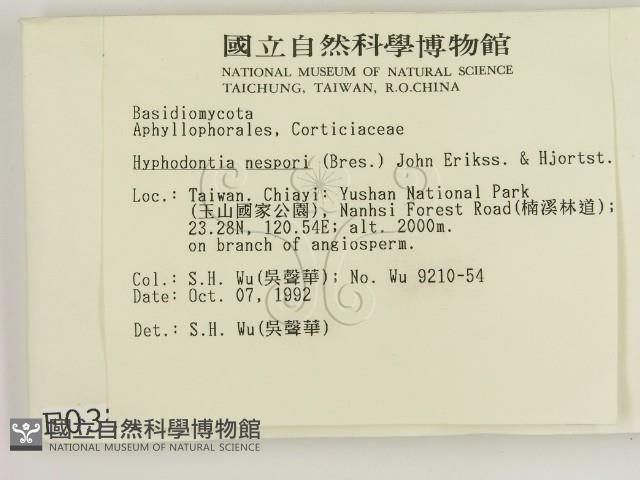 國立自然科學博物館
NATIONAL MUSEUM OF NATURAL SCIENCE
TAICHUNG, TAIWAN, R.O.CHINA
Basidiomycota
Aphyllophorales, Corticiaceae
Hyphodontia nespori (Bres.) John Erikss. & Hjortst.
Loc.: Taiwan. Chiayi: Yushan National Park
(玉山國家公園), Nanhsi Forest Road(楠溪林道);
23.28N, 120.54E; alt. 2000m.
on branch of angiosperm.
Col.: S.H. Wu(吳聲華); No. Wu 9210-54
Date: Oct. 07, 1992
Det.: S.H. Wu(吳聲華)
F03
國立自然科學博物館
NATIONAL MUSEUM OF NATURAL SCIENCE